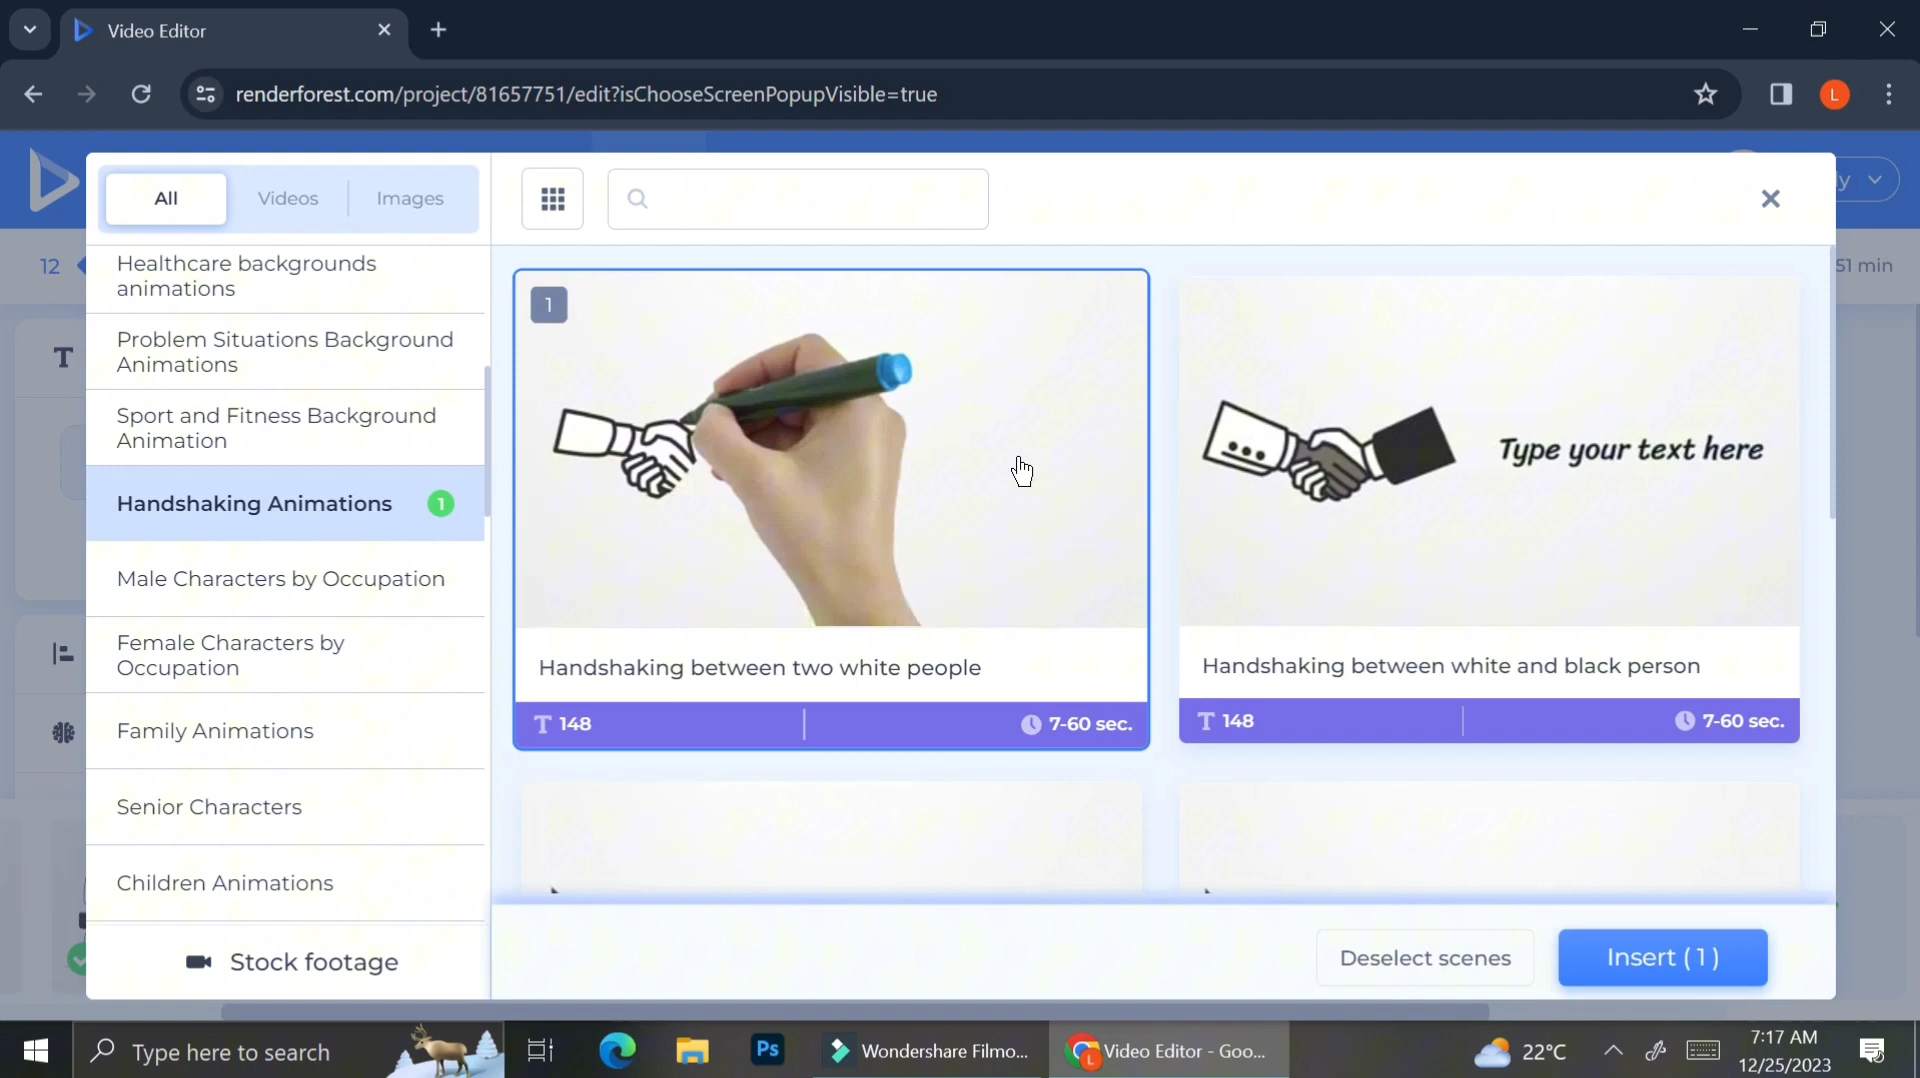 Video Editor
renderforest.com/project/81657751/edit?isChooseScreenPopupVisible=true
L
All
Videos
Images
ly
12
51 min
Healthcare backgrounds
animations
Problem Situations Background
Animations
Sport and Fitness Background
Animation
Handshaking Animations 1
Male Characters by Occupation
Female Characters by
Occupation
Family Animations
Senior Characters
Children Animations
Stock footage
1
Handshaking between two white people
T 148
7-60 sec.
Type your text here
Handshaking between white and black person
T 148
7-60 sec.
Deselect scenes
Insert (1)
Type here to search
Ps
Wondershare Filmo...
L
Video Editor - Goo...
22°C
7:17 AM
12/25/2023